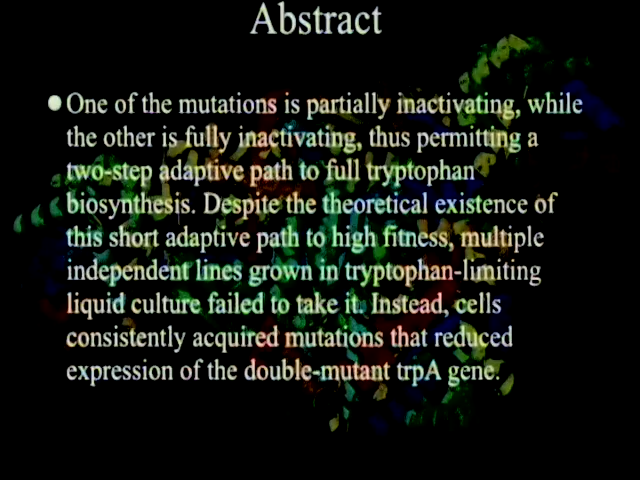 Abstract
One of the mutations is partially inactivating, while
the other is fully inactivating, thus permitting a
two-step adaptive path to full tryptophan
biosynthesis. Despite the theoretical existence of
this short adaptive path to high fitness, multiple
independent lines grown in tryptophan-limiting
liquid culture failed to take it. Instead, cells
consistently acquired mutations that reduced
expression of the double-mutant trpA gene.